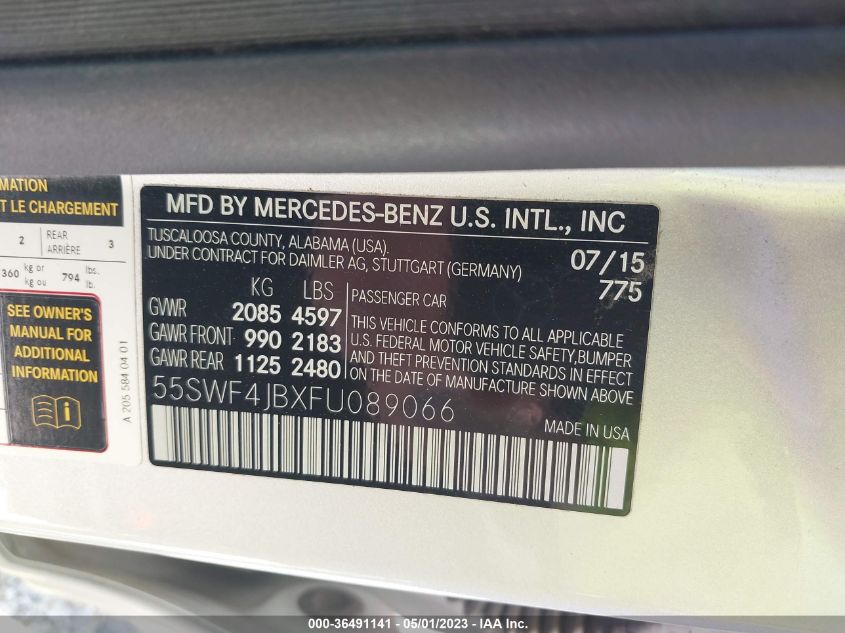 MATION
T LE CHARGEMENT
2 REAR ARRIÈRE 3
360 kg or kg ou 794 lbs. lb.
SEE OWNER'S
MANUAL FOR
ADDITIONAL
INFORMATION
A 205 584 04 01
MFD BY MERCEDES-BENZ U.S. INTL., INC
TUSCALOOSA COUNTY, ALABAMA (USA).
UNDER CONTRACT FOR DAIMLER AG, STUTTGART (GERMANY)
07/15
775
KG LBS
GVWR 2085 4597
GAWR FRONT 990 2183
GAWR REAR 1125 2480
PASSENGER CAR
THIS VEHICLE CONFORMS TO ALL APPLICABLE
U.S. FEDERAL MOTOR VEHICLE SAFETY, BUMPER
AND THEFT PREVENTION STANDARDS IN EFFECT
ON THE DATE OF MANUFACTURE SHOWN ABOVE
55SWF4JBXFU089066
MADE IN USA
000-36491141 - 05/01/2023 - IAA Inc.